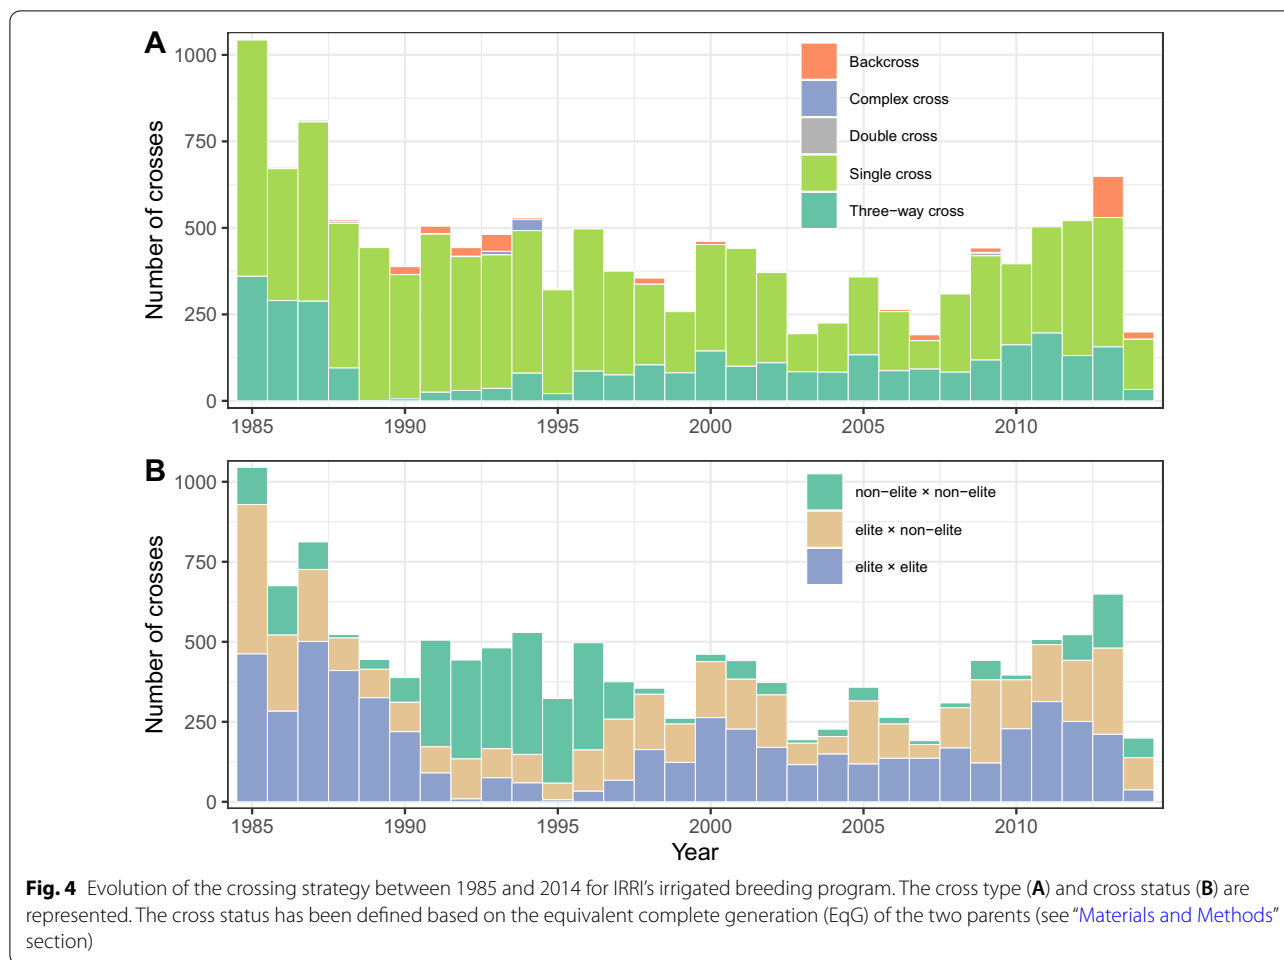 A
Number of crosses
1000
750
500
250
0
Backcross
Complex cross
Double cross
Single cross
Three−way cross
1985 1990 1995 2000 2005 2010
B
Number of crosses
1000
750
500
250
0
non−elite × non−elite
elite × non−elite
elite × elite
1985 1990 1995 2000 2005 2010
Year
Fig. 4 Evolution of the crossing strategy between 1985 and 2014 for IRRI’s irrigated breeding program. The cross type (A) and cross status (B) are
represented. The cross status has been defined based on the equivalent complete generation (EqG) of the two parents (see “Materials and Methods”
section)